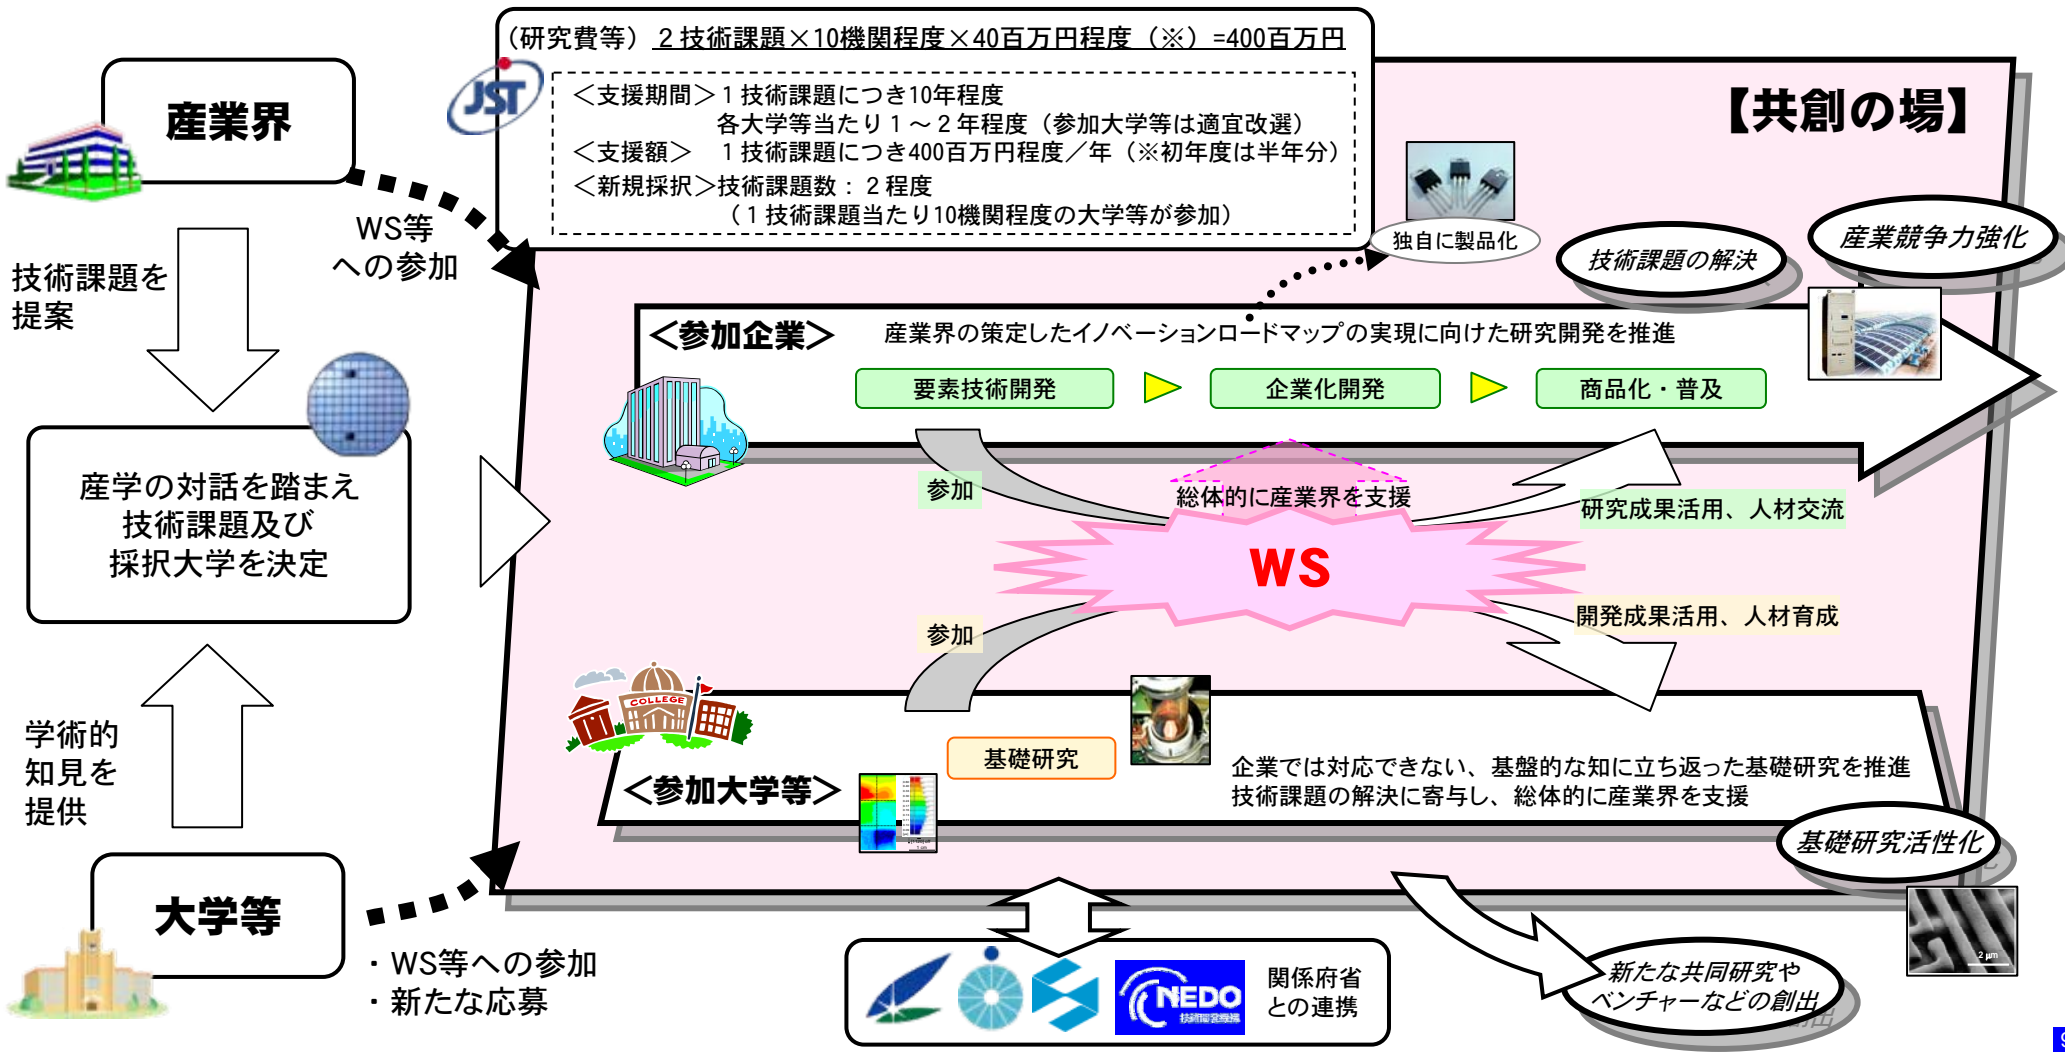 （研究費等）２技術課題×10機関程度×40百万円程度（※）=400百万円
JST
＜支援期間＞１技術課題につき10年程度
各大学等当たり１～２年程度（参加大学等は適宜改選）
＜支援額＞　１技術課題につき400百万円程度／年（※初年度は半年分）
＜新規採択＞技術課題数：２程度
（１技術課題当たり10機関程度の大学等が参加）
【共創の場】
産業界
WS等
への参加
技術課題を
提案
産学の対話を踏まえ
技術課題及び
採択大学を決定
学術的
知見を
提供
大学等
・WS等への参加
・新たな応募
独自に製品化
技術課題の解決
産業競争力強化
＜参加企業＞
産業界の策定したイノベーションロードマップの実現に向けた研究開発を推進
要素技術開発
企業化開発
商品化・普及
参加
総体的に産業界を支援
研究成果活用、人材交流
WS
参加
開発成果活用、人材育成
COLLEGE
基礎研究
＜参加大学等＞
企業では対応できない、基盤的な知に立ち返った基礎研究を推進
技術課題の解決に寄与し、総体的に産業界を支援
基礎研究活性化
2 μm
NEDO
技術開発機構
関係府省
との連携
新たな共同研究や
ベンチャーなどの創出